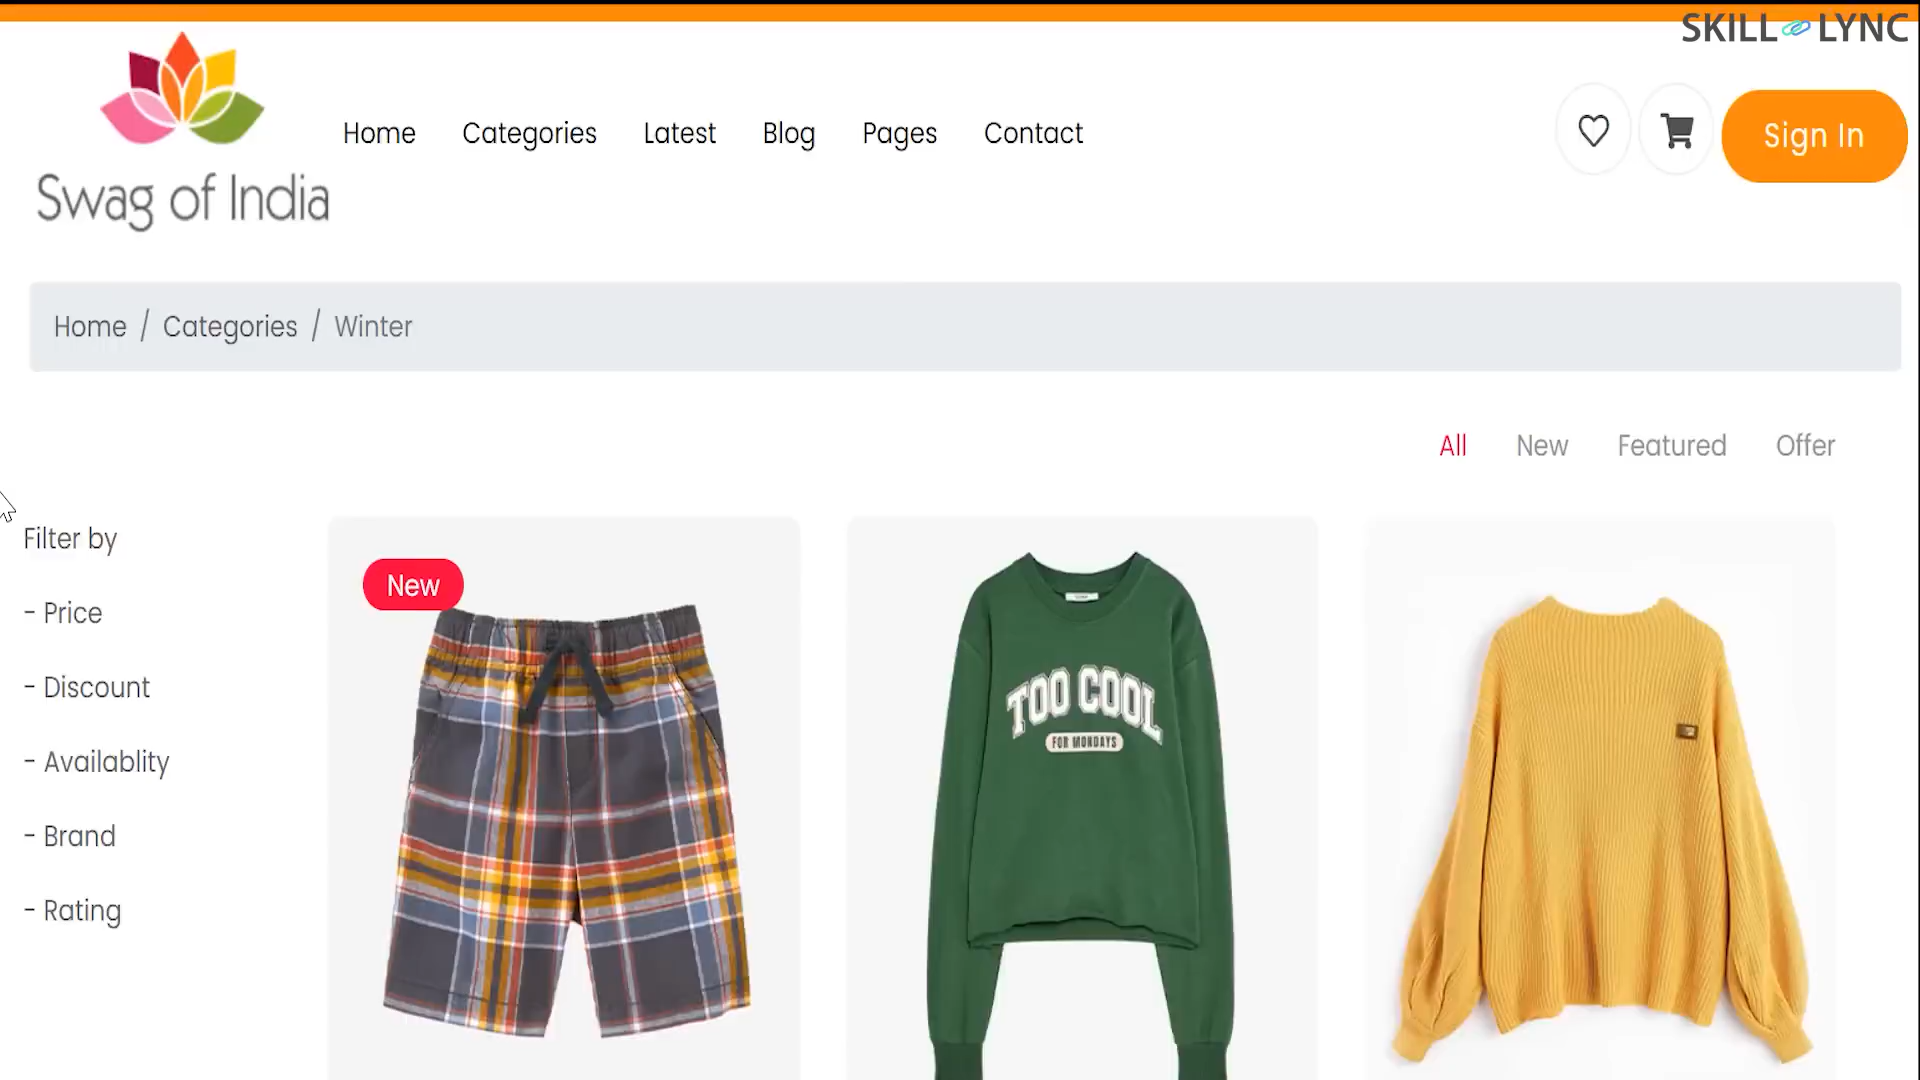 SKILL LYNC
Swag of India
Home Categories Latest Blog Pages Contact
Sign In
Home / Categories / Winter
All New Featured Offer
Filter by
- Price
- Discount
- Availablity
- Brand
- Rating
New
TOO COOL
FOR MONDAYS